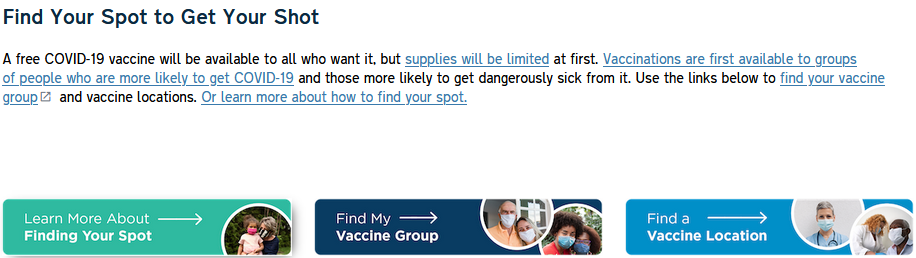 Find Your Spot to Get Your Shot
A free COVID-19 vaccine will be available to all who want it, but supplies will be limited at first. Vaccinations are first available to groups
of people who are more likely to get COVID-19 and those more likely to get dangerously sick from it. Use the links below to find your vaccine
group and vaccine locations. Or learn more about how to find your spot.
Learn More About
Finding Your Spot
Find My
Vaccine Group
Find a
Vaccine Location